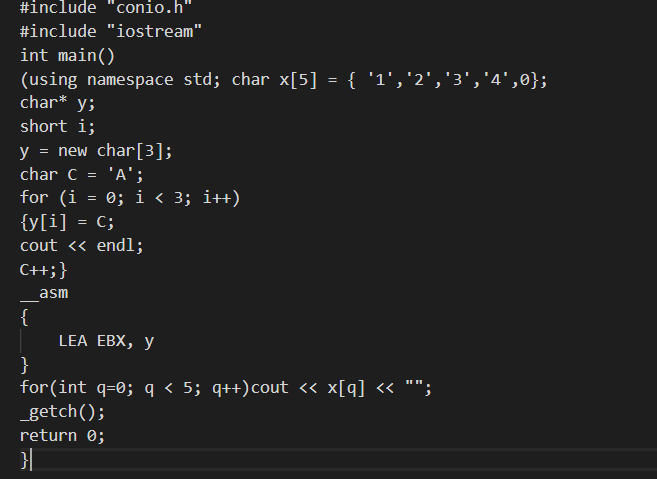 #include "conio.h"
#include "iostream"
int main()
(using namespace std; char x[5] = { '1','2','3','4',0};
char* y;
short i;
y = new char[3];
char C = 'A';
for (i = 0; i < 3; i++)
{y[i] = C;
cout << endl;
C++;}
__asm
{
    LEA EBX, y
}
for(int q=0; q < 5; q++)cout << x[q] << "";
_getch();
return 0;
}